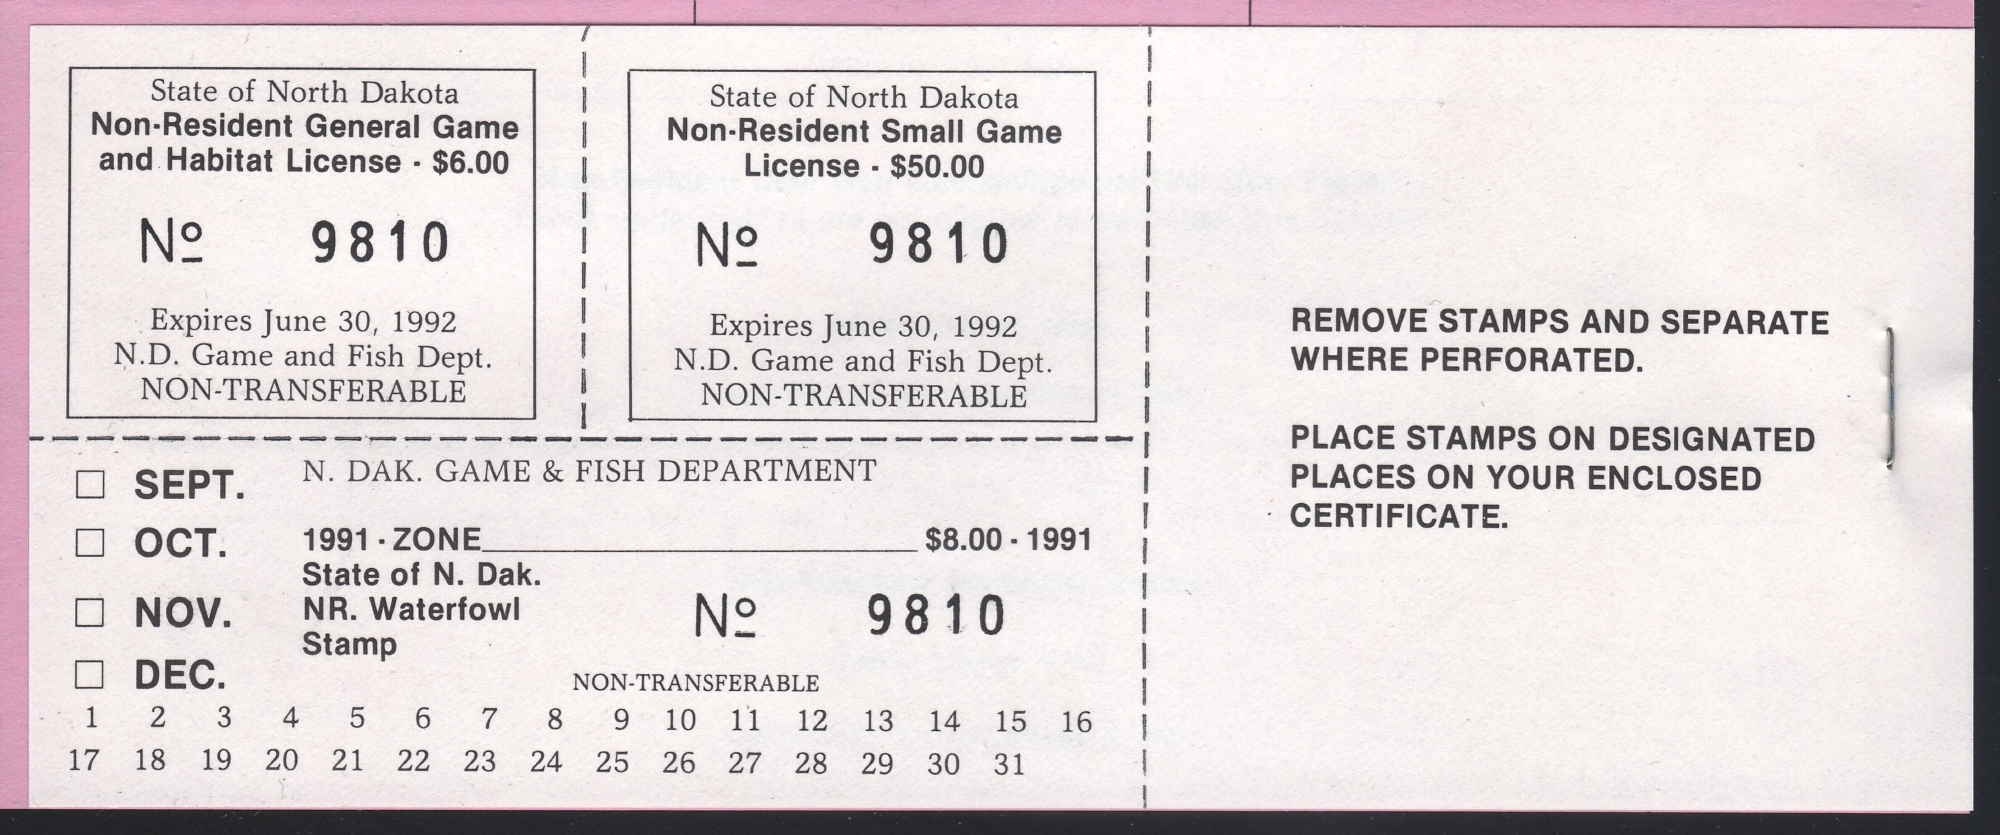 State of North Dakota
Non-Resident General Game
and Habitat License - $6.00
Nº 9810
Expires June 30, 1992
N.D. Game and Fish Dept.
NON-TRANSFERABLE
State of North Dakota
Non-Resident Small Game
License - $50.00
Nº 9810
Expires June 30, 1992
N.D. Game and Fish Dept.
NON-TRANSFERABLE
N. DAK. GAME & FISH DEPARTMENT
☐ SEPT.
☐ OCT.
☐ NOV.
☐ DEC.
1991 - ZONE________________ $8.00 - 1991
State of N. Dak.
NR. Waterfowl
Stamp
Nº 9810
NON-TRANSFERABLE
1 2 3 4 5 6 7 8 9 10 11 12 13 14 15 16
17 18 19 20 21 22 23 24 25 26 27 28 29 30 31
REMOVE STAMPS AND SEPARATE
WHERE PERFORATED.
PLACE STAMPS ON DESIGNATED
PLACES ON YOUR ENCLOSED
CERTIFICATE.